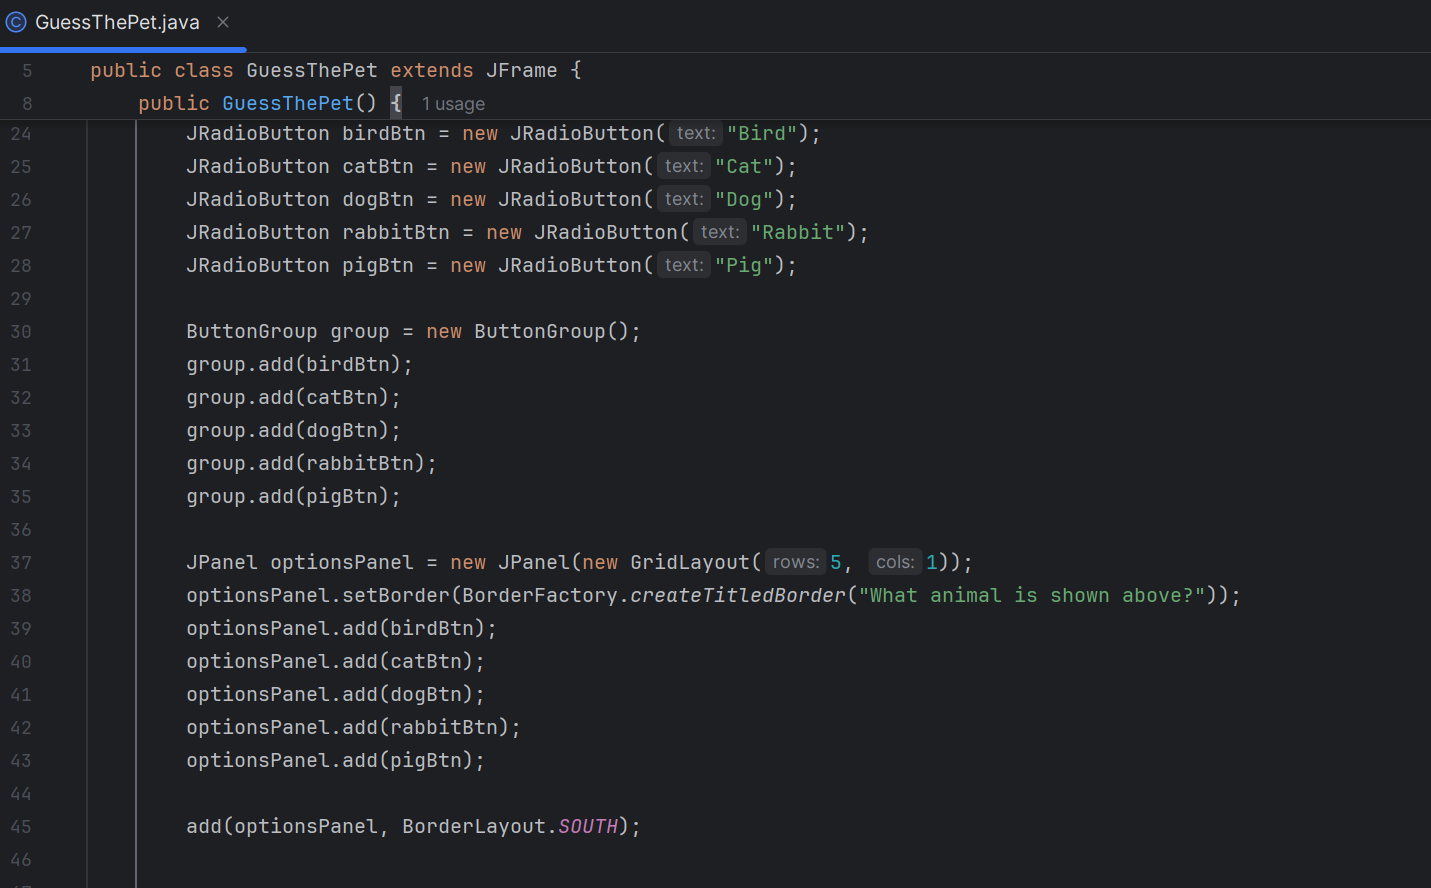 GuessThePet.java
5 public class GuessThePet extends JFrame {
8 public GuessThePet() { 1 usage
24 JRadioButton birdBtn = new JRadioButton( text: "Bird");
25 JRadioButton catBtn = new JRadioButton( text: "Cat");
26 JRadioButton dogBtn = new JRadioButton( text: "Dog");
27 JRadioButton rabbitBtn = new JRadioButton( text: "Rabbit");
28 JRadioButton pigBtn = new JRadioButton( text: "Pig");
29
30 ButtonGroup group = new ButtonGroup();
31 group.add(birdBtn);
32 group.add(catBtn);
33 group.add(dogBtn);
34 group.add(rabbitBtn);
35 group.add(pigBtn);
36
37 JPanel optionsPanel = new JPanel(new GridLayout( rows: 5, cols: 1));
38 optionsPanel.setBorder(BorderFactory.createTitledBorder("What animal is shown above?"));
39 optionsPanel.add(birdBtn);
40 optionsPanel.add(catBtn);
41 optionsPanel.add(dogBtn);
42 optionsPanel.add(rabbitBtn);
43 optionsPanel.add(pigBtn);
44
45 add(optionsPanel, BorderLayout.SOUTH);
46